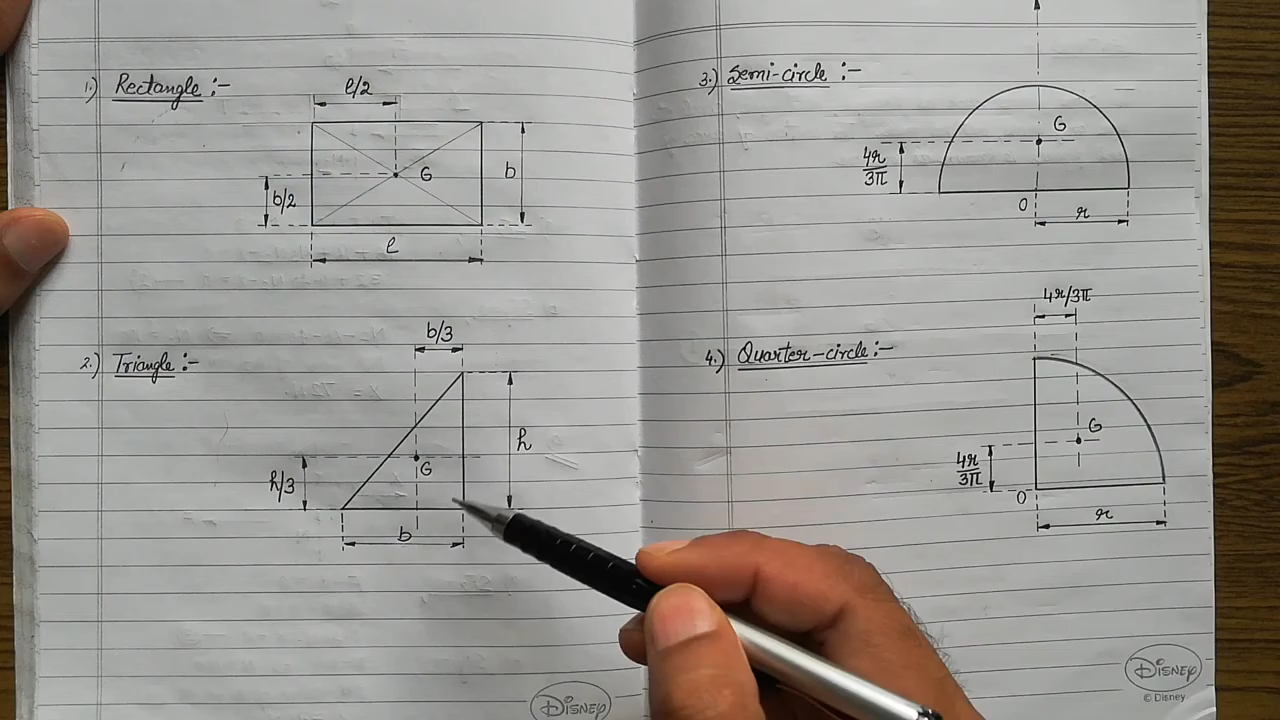 1.) Rectangle :-
l/2
b/2
G
b
l
2.) Triangle :-
b/3
h/3
G
h
b
3.) Semi-circle :-
G
4r
3π
O
r
4r/3π
4.) Quarter-circle :-
G
4r
3π
O
r
DISNEY
DISNEY
© Disney